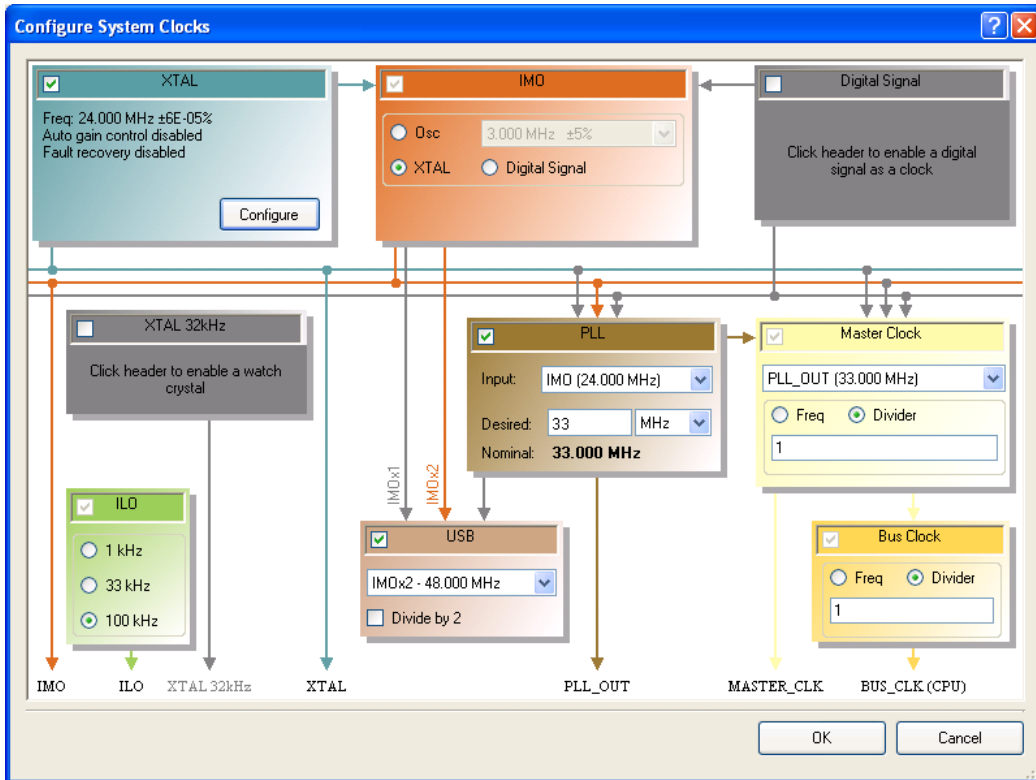 Configure System Clocks
XTAL
Freq: 24.000 MHz ±6E-05%
Auto gain control disabled
Fault recovery disabled
Configure
IMO
Osc
3.000 MHz ±5%
XTAL
Digital Signal
Digital Signal
Click header to enable a digital
signal as a clock
XTAL 32kHz
Click header to enable a watch
crystal
PLL
Input:
IMO (24.000 MHz)
Desired:
33
MHz
Nominal:
33.000 MHz
Master Clock
PLL_OUT (33.000 MHz)
Freq
Divider
1
IMOx1
IMOx2
ILO
1 kHz
33 kHz
100 kHz
USB
IMOx2 - 48.000 MHz
Divide by 2
Bus Clock
Freq
Divider
1
IMO
ILO
XTAL 32kHz
XTAL
PLL_OUT
MASTER_CLK
BUS_CLK (CPU)
OK
Cancel